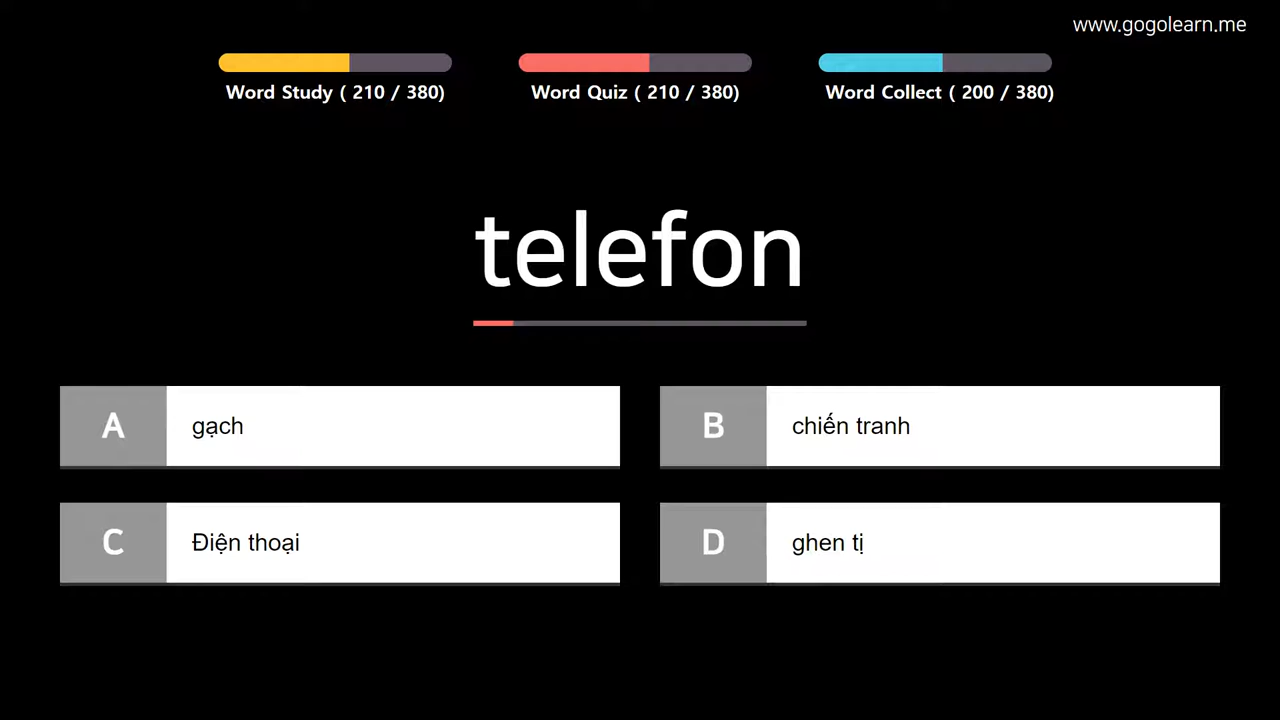 www.gogolearn.me
Word Study ( 210 / 380)
Word Quiz ( 210 / 380)
Word Collect ( 200 / 380)
telefon
A gạch
B chiến tranh
C Điện thoại
D ghen tị